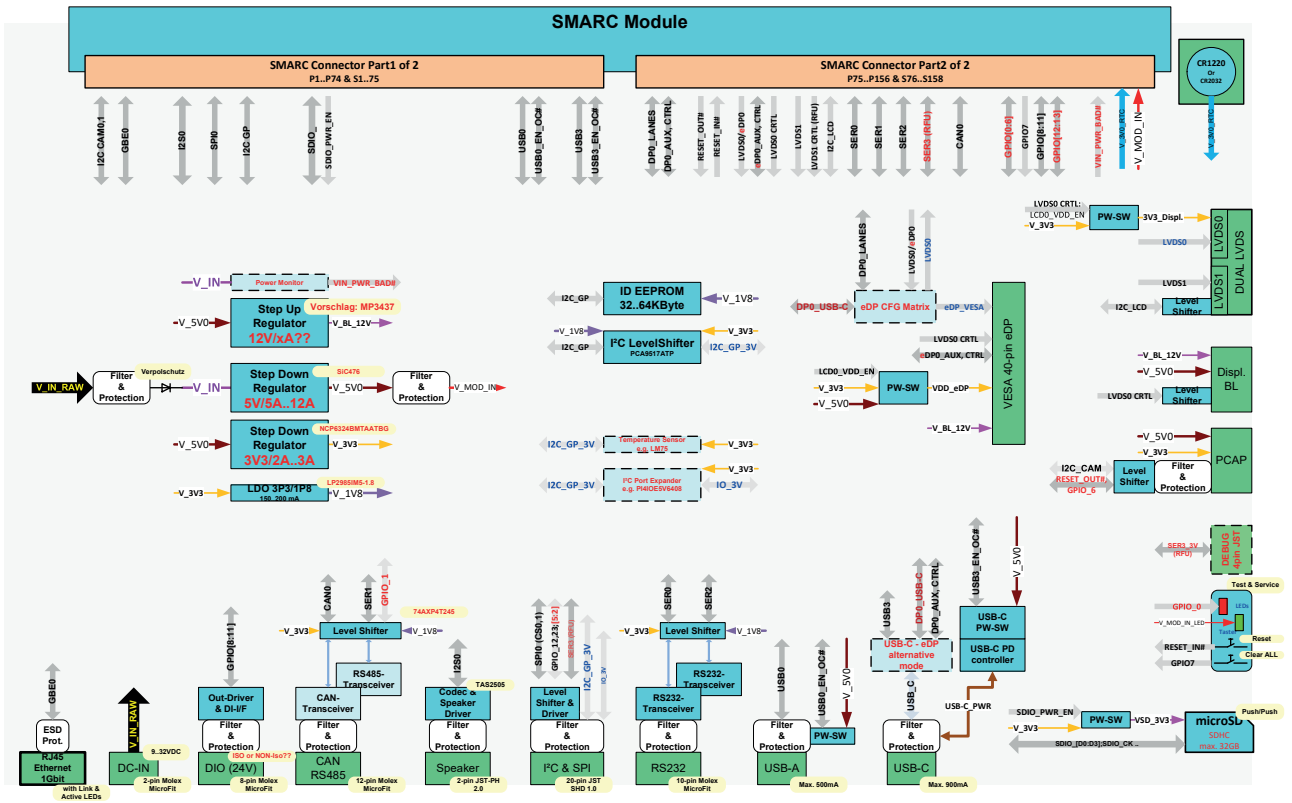 SMARC Module
SMARC Connector Part1 of 2
P1..P74 & S1..75
SMARC Connector Part2 of 2
P75..P156 & S76..S158
CR1220
Or
CR2032
I2C CAM0,1
GBE0
I2S0
SPI0
I2C GP
SDIO_
SDIO_PWR_EN
USB0
USB0_EN_OC#
USB3
USB3_EN_OC#
DP0_LANES
DP0_AUX, CTRL
RESET_OUT#
RESET_IN#
LVDS0/eDP0
eDP0_AUX, CTRL
LVDS0 CRTL
LVDS1
LVDS1 CRTL (RFU)
I2C_LCD
SER0
SER1
SER2
SER3 (RFU)
CAN0
GPIO[0:6]
GPIO7
GPIO[8:11]
GPIO[12:13]
VIN_PWR_BAD#
V_3V0_RTC
V_MOD_IN
V_3V0_RTC
V_IN
Power Monitor
VIN_PWR_BAD#
Step Up
Regulator
12V/xA??
Vorschlag: MP3437
V_5V0
V_BL_12V
V_IN_RAW
Filter
&
Protection
Verpolschutz
V_IN
Step Down
Regulator
5V/5A..12A
SiC476
V_5V0
Filter
&
Protection
V_MOD_IN
V_5V0
Step Down
Regulator
3V3/2A..3A
NCP6324BMTAATBG
V_3V3
V_3V3
LDO 3P3/1P8
150..200 mA
LP2985IM5-1.8
V_1V8
I2C_GP
ID EEPROM
32..64KByte
V_1V8
V_1V8
I2C_GP
I²C LevelShifter
PCA9517ATP
V_3V3
I2C_GP_3V
I2C_GP_3V
Temperature Sensor
e.g. LM75
V_3V3
I2C_GP_3V
I²C Port Expander
e.g. PI4IOESV6408
V_3V3
IO_3V
DP0_LANES
LVDS0/eDP0
LVDS0
DP0_USB-C
eDP CFG Matrix
eDP_VESA
LVDS0 CRTL
eDP0_AUX, CTRL
LCD0_VDD_EN
V_3V3
V_5V0
PW-SW
VDD_eDP
V_BL_12V
VESA 40-pin eDP
LVDS0 CRTL:
LCD0_VDD_EN
V_3V3
PW-SW
3V3_Displ.
LVDS0
LVDS1
I2C_LCD
Level
Shifter
LVDS0
LVDS1
DUAL LVDS
V_BL_12V
V_5V0
LVDS0 CRTL
Level
Shifter
Displ.
BL
V_5V0
V_3V3
I2C_CAM
RESET_OUT#
GPIO_6
Level
Shifter
Filter
&
Protection
PCAP
SER3_3V
(RFU)
DEBUG
4pin JST
Test & Service
GPIO_0
LEDs
V_MOD_IN_LED
Taster
RESET_IN#
Reset
GPIO7
Clear ALL
SDIO_PWR_EN
V_3V3
PW-SW
VSD_3V3
SDIO_[D0:D3];SDIO_CK ..
Push/Push
microSD
SDHC
max. 32GB
GBE0
ESD
Prot.
RJ45
Ethernet
1Gbit
with Link &
Active LEDs
V_IN_RAW
9..32VDC
DC-IN
2-pin Molex
MicroFit
GPIO[8:11]
Out-Driver
& DI-I/F
Filter
&
Protection
ISO or NON-Iso??
DIO (24V)
8-pin Molex
MicroFit
CAN0
SER1
GPIO_1
74AXP4T245
V_3V3
Level Shifter
V_1V8
RS485-
Transceiver
CAN-
Transceiver
Filter
&
Protection
CAN
RS485
12-pin Molex
MicroFit
I2S0
TAS2505
Codec &
Speaker
Driver
Filter
&
Protection
Speaker
2-pin JST-PH
2.0
SPI0 (CS0,1)
GPIO_12,23;[5:2]
SER3 (RFU)
I2C_GP_3V
IO_3V
Level
Shifter &
Driver
Filter
&
Protection
I²C & SPI
20-pin JST
SHD 1.0
SER0
SER2
V_3V3
Level Shifter
V_1V8
RS232-
Transceiver
RS232-
Transceiver
Filter
&
Protection
RS232
10-pin Molex
MicroFit
USB0
USB0_EN_OC#
V_5V0
Filter
&
Protection
PW-SW
USB-A
Max. 500mA
USB3
DP0_USB-C
DP0_AUX, CTRL
USB3_EN_OC#
V_5V0
USB-C
PW-SW
USB-C PD
controller
USB-C - eDP
alternative
mode
USB_C
USB-C_PWR
Filter
&
Protection
USB-C
Max. 900mA